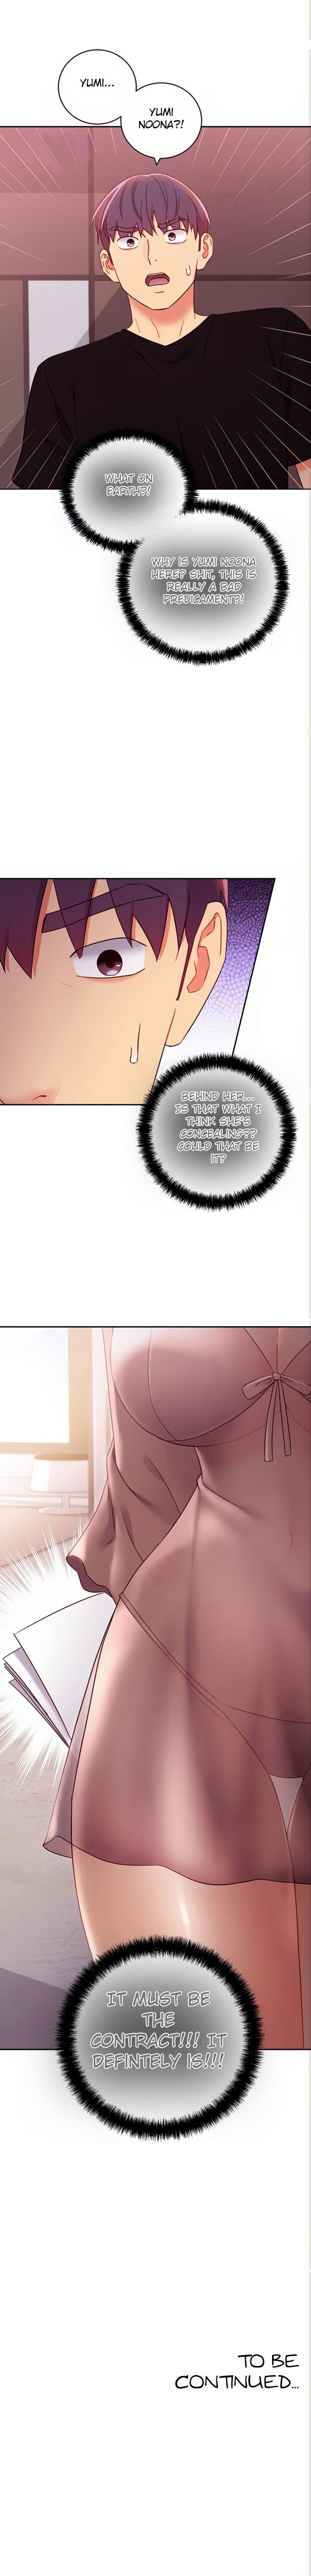 YUMI...
YUMI
NOONA?!
WHAT ON
EARTH?!
WHY IS YUMI NOONA
HERE? SHIT, THIS IS
REALLY A BAD
PREDICAMENT?!
BEHIND HER...
IS THAT WHAT I
THINK SHE'S
CONCEALING??
COULD THAT BE
IT?
IT MUST BE
THE
CONTRACT!!! IT
DEFINTELY IS!!!
TO BE
CONTINUED...